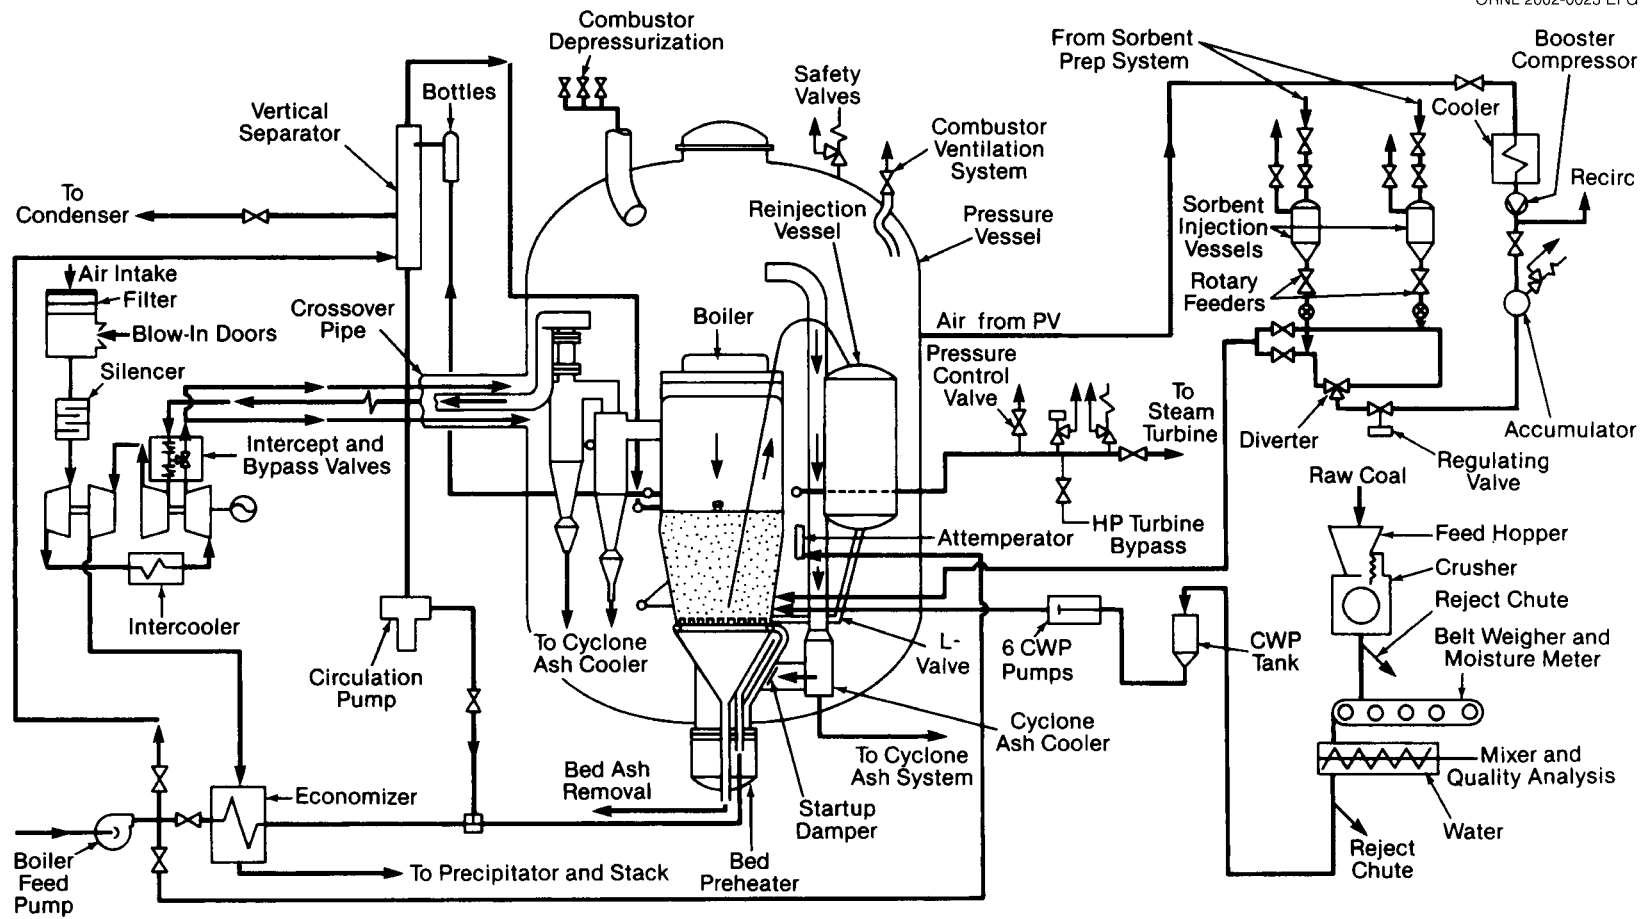 Combustor
Depressurization
Safety
Valves
From Sorbent
Prep System
Booster
Compressor
Cooler
Bottles
Vertical
Separator
Combustor
Ventilation
System
Recirc
To
Condenser
Reinjection
Vessel
Pressure
Vessel
Sorbent
Injection
Vessels
Air Intake
Filter
Blow-In Doors
Crossover
Pipe
Boiler
Air from PV
Rotary
Feeders
Silencer
Pressure
Control
Valve
To
Steam
Turbine
Intercept and
Bypass Valves
Diverter
Accumulator
Regulating
Valve
Raw Coal
HP Turbine
Bypass
Attemperator
Feed Hopper
Crusher
Reject Chute
Intercooler
To Cyclone
Ash Cooler
L-
Valve
6 CWP
Pumps
CWP
Tank
Belt Weigher and
Moisture Meter
Circulation
Pump
Cyclone
Ash Cooler
To Cyclone
Ash System
Mixer and
Quality Analysis
Bed Ash
Removal
Economizer
Startup
Damper
Water
Boiler
Feed
Pump
To Precipitator and Stack
Bed
Preheater
Reject
Chute